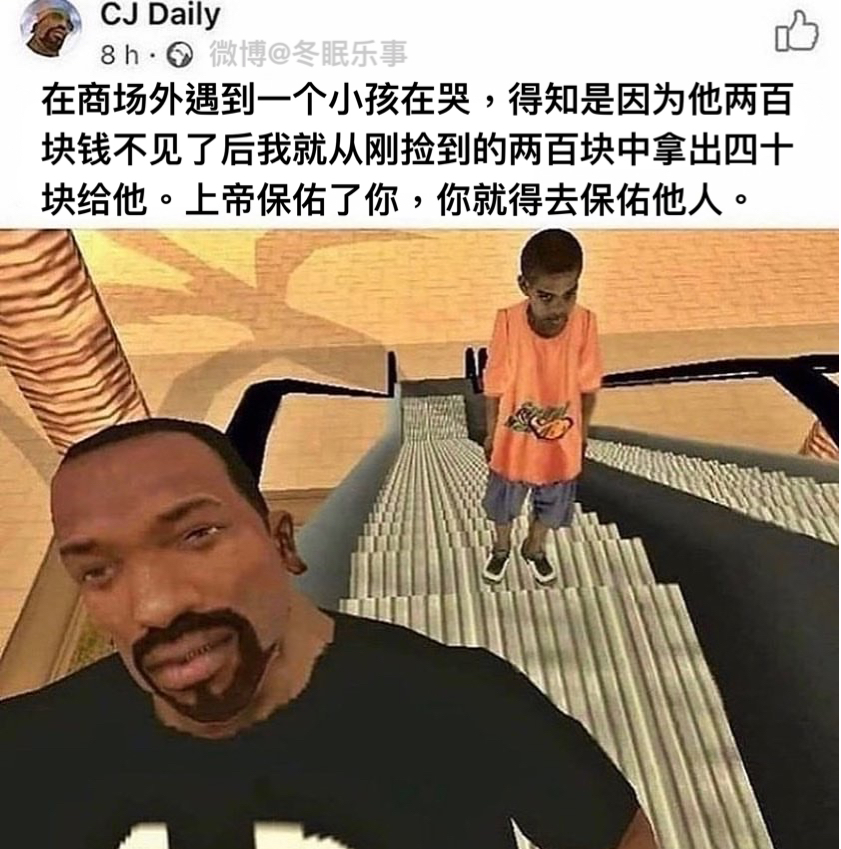 CJ Daily
8 h ·
微博@冬眠乐事
在商场外遇到一个小孩在哭，得知是因为他两百
块钱不见了后我就从刚捡到的两百块中拿出四十
块给他。上帝保佑了你，你就得去保佑他人。